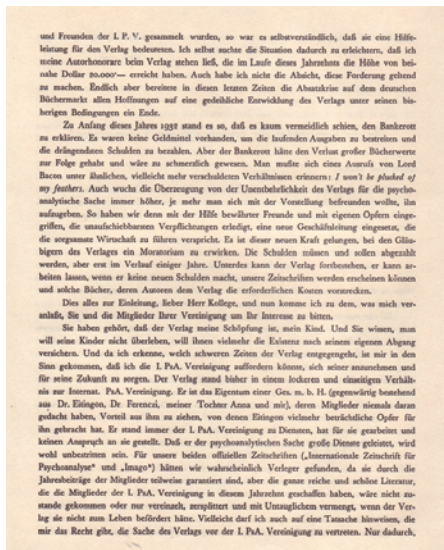 und Freunden der I. P. V. gesammelt wurden, so war es selbstverständlich, daß sie eine Hilfe-
leistung für den Verlag bedeuteten. Ich selbst suchte die Situation dadurch zu erleichtern, daß ich
meine Autorhonorare beim Verlag stehen ließ, die im Laufe dieses Jahrzehnts die Höhe von bei-
nahe Dollar 20.000'— erreicht haben. Auch habe ich nicht die Absicht, diese Forderung geltend
zu machen. Endlich aber bereitete in diesen letzten Zeiten die Absatzkrise auf dem deutschen
Büchermarkt allen Hoffnungen auf eine gedeihliche Entwicklung des Verlags unter seinen bis-
herigen Bedingungen ein Ende.
Zu Anfang dieses Jahres 1932 stand es so, daß es kaum vermeidlich schien, den Bankerott
zu erklären. Es waren keine Geldmittel vorhanden, um die laufenden Ausgaben zu bestreiten und
die drängendsten Schulden zu bezahlen. Aber der Bankerott hätte den Verlust großer Bücherwerte
zur Folge gehabt und wäre zu schmerzlich gewesen. Man mußte sich eines Ausrufs von Lord
Bacon unter ähnlichen, vielleicht mehr verschuldeten Verhältnissen erinnern: I won't be plucked of
my feathers. Auch wuchs die Überzeugung von der Unentbehrlichkeit des Verlags für die psycho-
analytische Sache immer höher, je mehr man sich mit der Vorstellung befreunden wollte, ihn
aufzugeben. So haben wir denn mit der Hilfe bewährter Freunde und mit eigenen Opfern einge-
griffen, die unaufschiebbarsten Verpflichtungen erledigt, eine neue Geschäftsleitung eingesetzt, die
die sorgsamste Wirtschaft zu führen verspricht. Es ist dieser neuen Kraft gelungen, bei den Gläu-
bigern des Verlages ein Moratorium zu erwirken. Die Schulden müssen und sollen abgezahlt
werden, aber erst im Verlauf einiger Jahre. Unterdes kann der Verlag fortbestehen, er kann ar-
beiten lassen, wenn er keine neuen Schulden macht, unsere Zeitschriften werden erscheinen können
und solche Bücher, deren Autoren dem Verlag die erforderlichen Kosten vorstrecken.
Dies alles zur Einleitung, lieber Herr Kollege, und nun komme ich zu dem, was mich ver-
anlaßt, Sie und die Mitglieder Ihrer Vereinigung um Ihr Interesse zu bitten.
Sie haben gehört, daß der Verlag meine Schöpfung ist, mein Kind. Und Sie wissen, man
will seine Kinder nicht überleben, will ihnen vielmehr die Existenz nach seinem eigenen Abgang
versichern. Und da ich erkenne, welch schweren Zeiten der Verlag entgegengeht, ist mir in den
Sinn gekommen, daß ich die I. PsA. Vereinigung auffordern könnte, sich seiner anzunehmen und
für seine Zukunft zu sorgen. Der Verlag stand bisher in einem lockeren und einseitigen Verhält-
nis zur Internat. PsA. Vereinigung. Er ist das Eigentum einer Ges. m. b. H. (gegenwärtig bestehend
aus Dr. Eitingon, Dr Ferenczi, meiner Tochter Anna und mir), deren Mitglieder niemals daran
gedacht haben, Vorteil aus ihm zu ziehen, von denen Eitingon vielmehr beträchtliche Opfer für
ihn gebracht hat. Er stand immer der I. PsA. Vereinigung zu Diensten, hat für sie gearbeitet und
keinen Anspruch an sie gestellt. Daß er der psychoanalytischen Sache große Dienste geleistet, wird
wohl unbestritten sein. Für unsere beiden offiziellen Zeitschriften („Internationale Zeitschrift für
Psychoanalyse“ und „Imago“) hätten wir wahrscheinlich Verleger gefunden, da sie durch die
Jahresbeiträge der Mitglieder teilweise garantiert sind, aber die ganze reiche und schöne Literatur,
die die Mitglieder der I. PsA. Vereinigung in diesem Jahrzehnt geschaffen haben, wäre nicht zu-
stande gekommen oder nur vereinzelt, zersplittert und mit Untauglichem vermengt, wenn der Ver-
lag sie nicht zum Leben befördert häne. Vielleicht darf ich auch auf eine Tatsache hinweisen, die
mir das Recht gibt, die Sache des Verlags vor der I. PsA. Vereinigung zu vertreten. Nur dadurch,